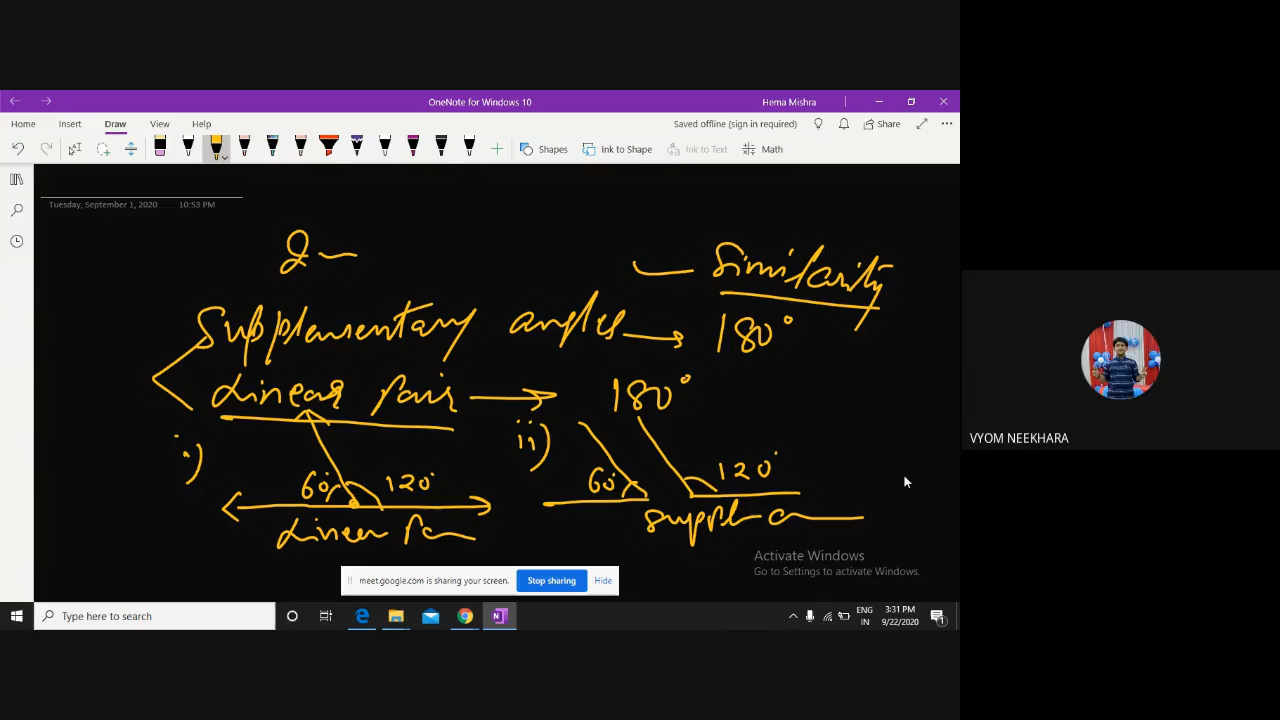 OneNote for Windows 10
Hema Mishra
Home Insert Draw View Help
Saved offline (sign in required)
Share
Shapes
Ink to Shape
Ink to Text
Math
Tuesday, September 1, 2020 10:53 PM
Similarity
Supplementary angles → 180°
Linear Pair → 180°
i)
ii)
60° 120°
60° 120°
Linear Pa
Suppl a
VYOM NEEKHARA
Activate Windows
Go to Settings to activate Windows.
meet.google.com is sharing your screen.
Stop sharing
Hide
Type here to search
ENG
IN
3:31 PM
9/22/2020
1